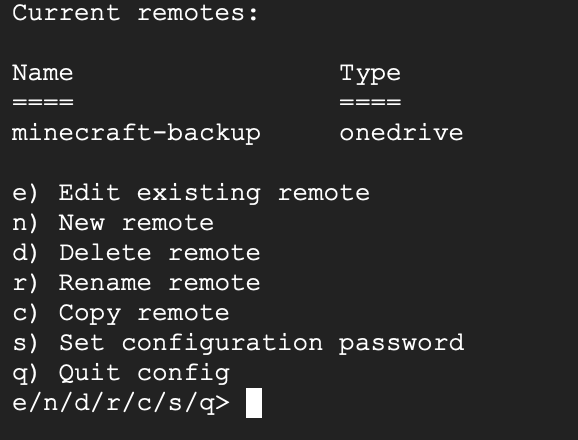 Current remotes:
Name                 Type
====                 ====
minecraft-backup     onedrive
e) Edit existing remote
n) New remote
d) Delete remote
r) Rename remote
c) Copy remote
s) Set configuration password
q) Quit config
e/n/d/r/c/s/q>